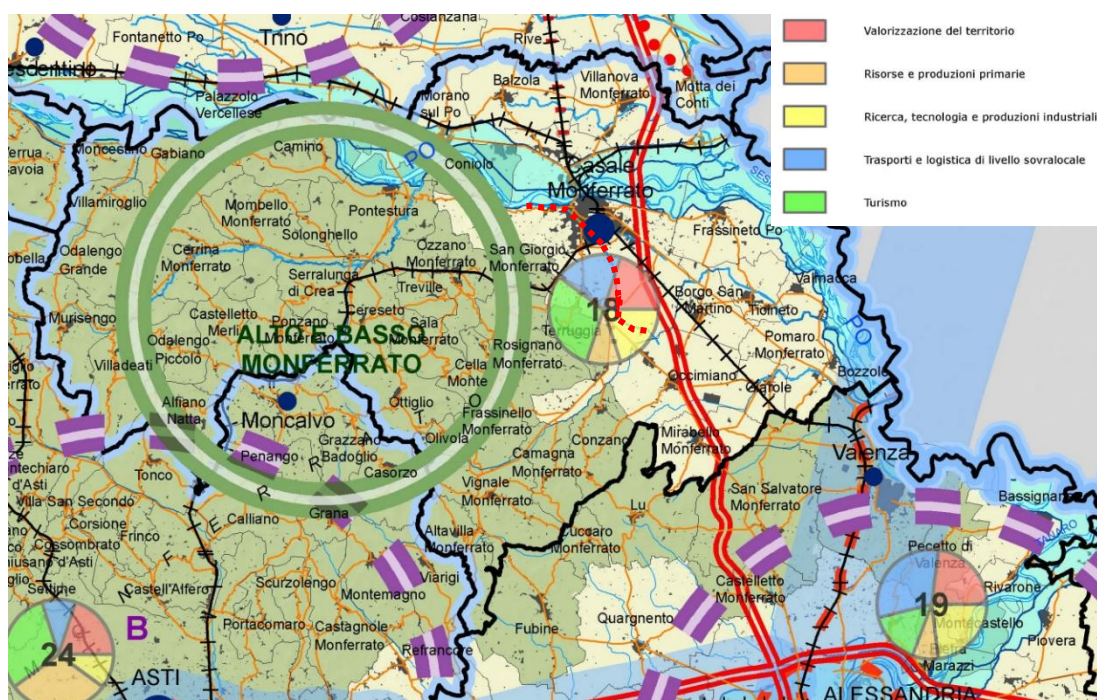 Costanzana
Fontanetto Po
Trino
Rive
Crescentino
Palazzolo
Vercellese
Balzola
Villanova
Monferrato
Motta dei
Conti
Morano
sul Po
Moncestino
Gabiano
Camino
PO
Coniolo
Casale
Monferrato
Villamiroglio
Mombello
Monferrato
Pontestura
Solonghello
Frassineto Po
Odalengo
Grande
Cerrina
Monferrato
Ozzano
Monferrato
San Giorgio
Monferrato
Serralunga
di Crea
Treville
Valmacca
Murisengo
Castelletto
Merli
Ponzano
Monferrato
Cereseto
Sala
Monferrato
18
Terruggia
Borgo San
Martino
Ticineto
PO
ALTO E BASSO
MONFERRATO
Odalengo
Piccolo
Rosignano
Monferrato
Pomaro
Monferrato
Villadeati
Cella
Monte
Occimiano
Giarole
Bozzole
Alfiano
Natta
Moncalvo
Ottiglio
Frassinello
Monferrato
Olivola
Grazzano
Badoglio
Penango
Casorzo
Conzano
Mirabello
Monferrato
Camagna
Monferrato
Valenza
Tonco
Vignale
Monferrato
San Salvatore
Monferrato
Villa San Secondo
Grana
Lu
Bassignana
Corsione
Frinco
Calliano
Altavilla
Monferrato
Cuccaro
Monferrato
Cossombrato
Pecetto di
Valenza
TANARO
Viarigi
Settime
Castell'Alfero
Scurzolengo
Montemagno
Castelletto
Monferrato
Rivarone
19
24
B
Portacomaro
Castagnole
Monferrato
Refrancore
Fubine
Quargnento
Montecastello
Pietra
Marazzi
Piovera
ASTI
ALESSANDRIA
Valorizzazione del territorio
Risorse e produzioni primarie
Ricerca, tecnologia e produzioni industriali
Trasporti e logistica di livello sovralocale
Turismo